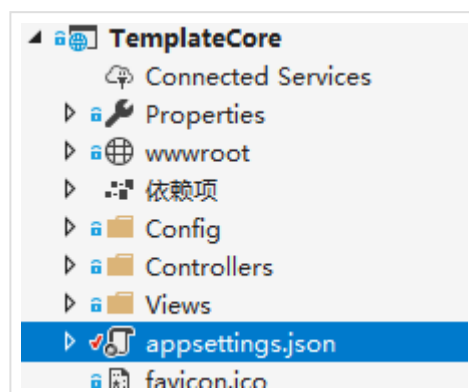 TemplateCore
Connected Services
Properties
wwwroot
依赖项
Config
Controllers
Views
appsettings.json
favicon.ico